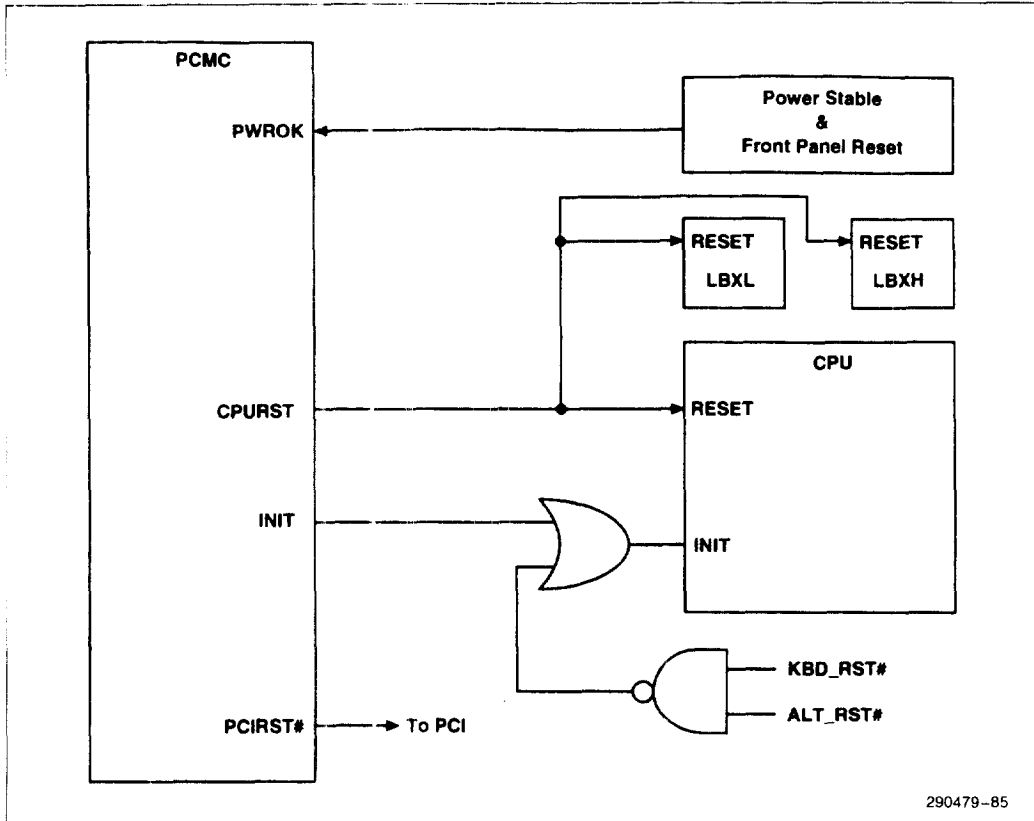 PCMC
PWROK
Power Stable
&
Front Panel Reset
RESET
LBXL
RESET
LBXH
CPU
CPURST
RESET
INIT
INIT
KBD_RST#
ALT_RST#
PCIRST#
To PCI
290479-85